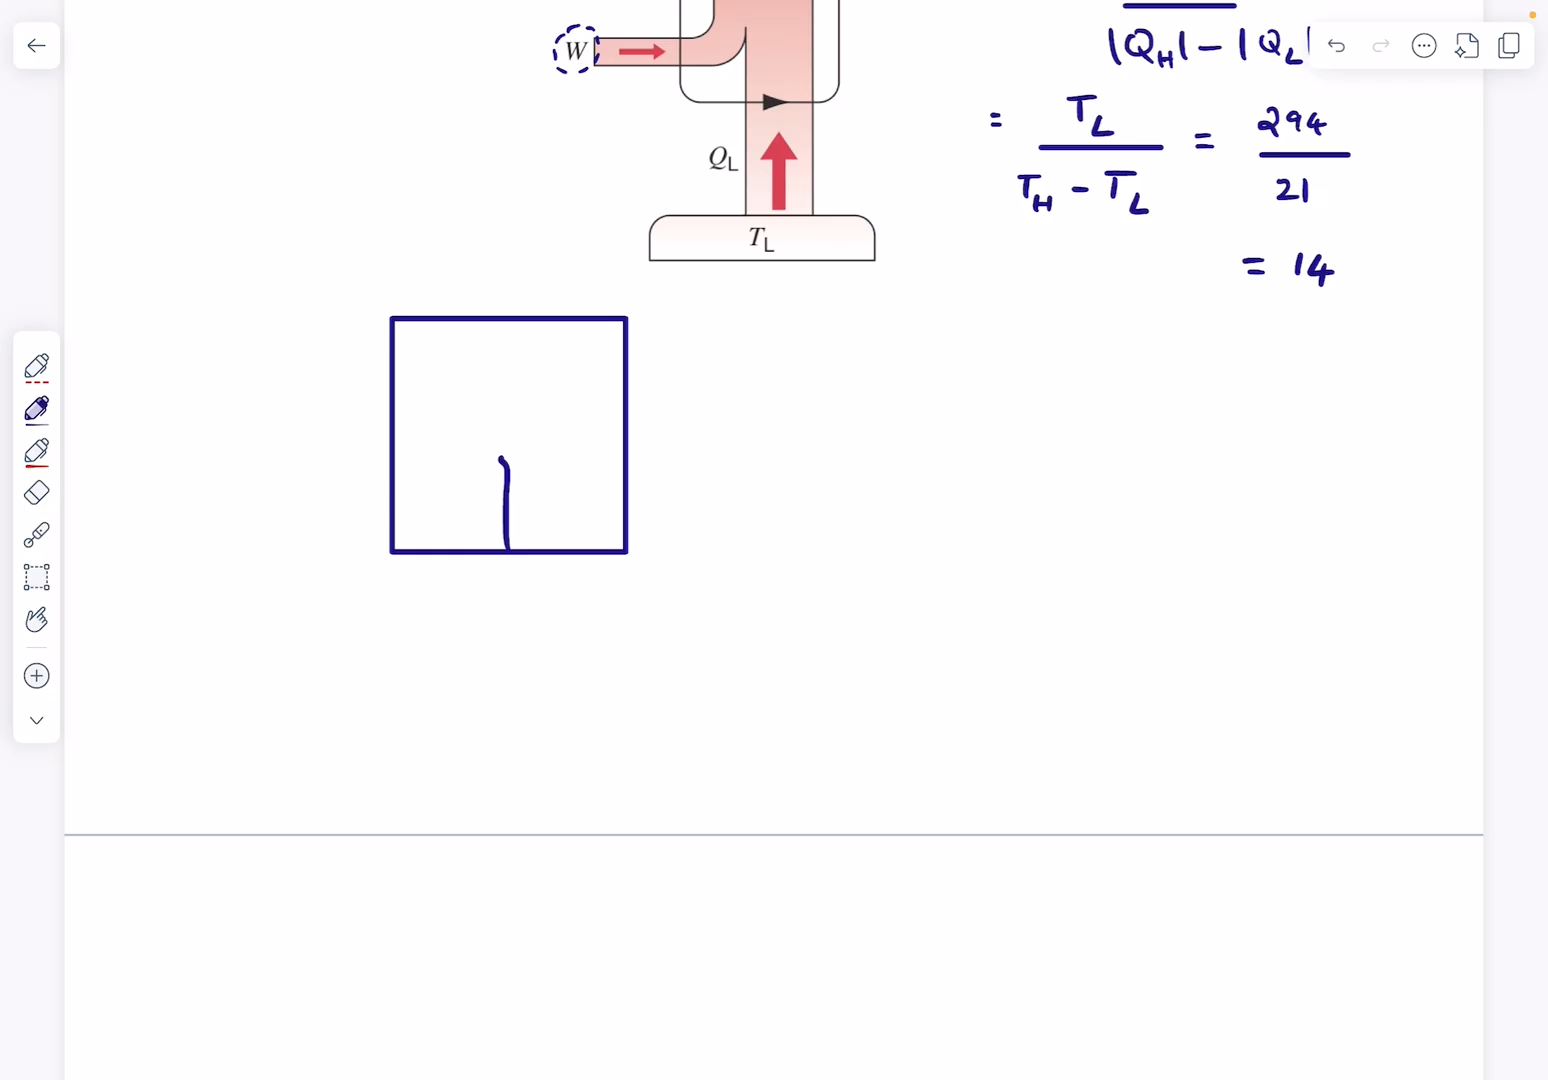 W
|Q_H| - |Q_L|
= T_L / T_H - T_L = 294 / 21
Q_L
T_L
= 14